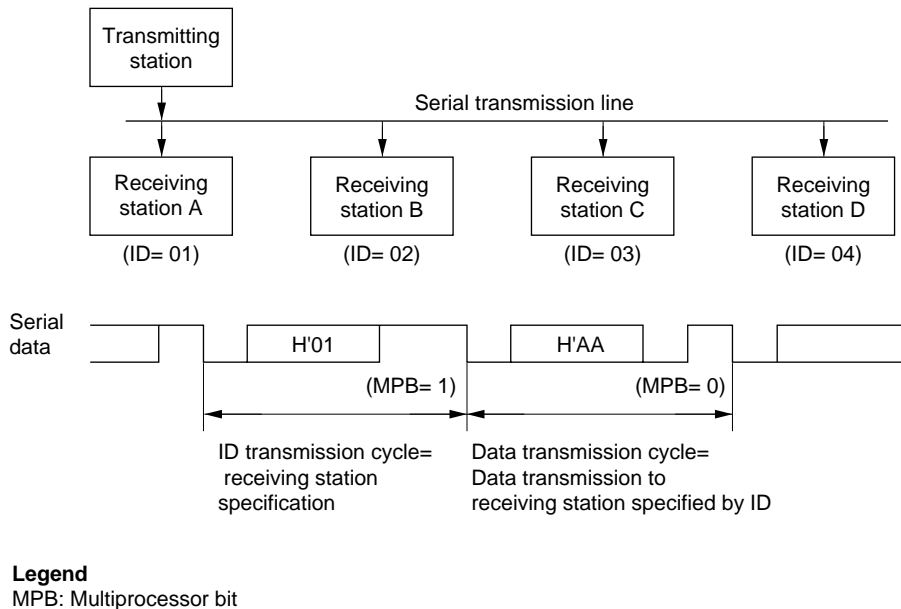 Transmitting
station
Serial transmission line
Receiving
station A
Receiving
station B
Receiving
station C
Receiving
station D
(ID= 01)
(ID= 02)
(ID= 03)
(ID= 04)
Serial
data
H'01
H'AA
(MPB= 1)
(MPB= 0)
ID transmission cycle=
receiving station
specification
Data transmission cycle=
Data transmission to
receiving station specified by ID
Legend
MPB: Multiprocessor bit